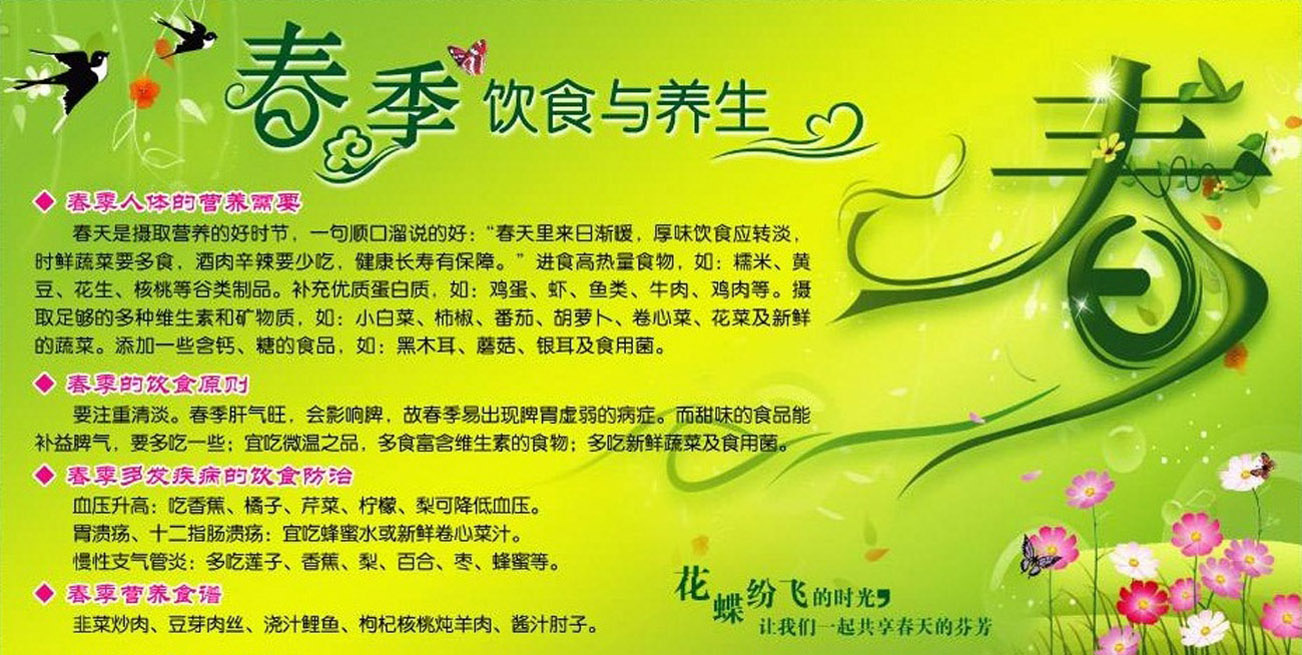 春季饮食与养生
春
春季人体的营养需要
春天是摄取营养的好时节，一句顺口溜说的好：“春天里来日渐暖，厚味饮食应转淡，
时鲜蔬菜要多食，酒肉辛辣要少吃，健康长寿有保障。”进食高热量食物，如：糯米、黄
豆、花生、核桃等谷类制品。补充优质蛋白质，如：鸡蛋、虾、鱼类、牛肉、鸡肉等。摄
取足够的多种维生素和矿物质，如：小白菜、柿椒、番茄、胡萝卜、卷心菜、花菜及新鲜
的蔬菜。添加一些含钙、糖的食品，如：黑木耳、蘑菇、银耳及食用菌。
春季的饮食原则
要注重清淡。春季肝气旺，会影响脾，故春季易出现脾胃虚弱的病症。而甜味的食品能
补益脾气，要多吃一些；宜吃微温之品，多食富含维生素的食物；多吃新鲜蔬菜及食用菌。
春季多发疾病的饮食防治
血压升高：吃香蕉、橘子、芹菜、柠檬、梨可降低血压。
胃溃疡、十二指肠溃疡：宜吃蜂蜜水或新鲜卷心菜汁。
慢性支气管炎：多吃莲子、香蕉、梨、百合、枣、蜂蜜等。
春季营养食谱
韭菜炒肉、豆芽肉丝、浇汁鲤鱼、枸杞核桃炖羊肉、酱汁肘子。
花蝶纷飞的时光，
让我们一起共享春天的芬芳